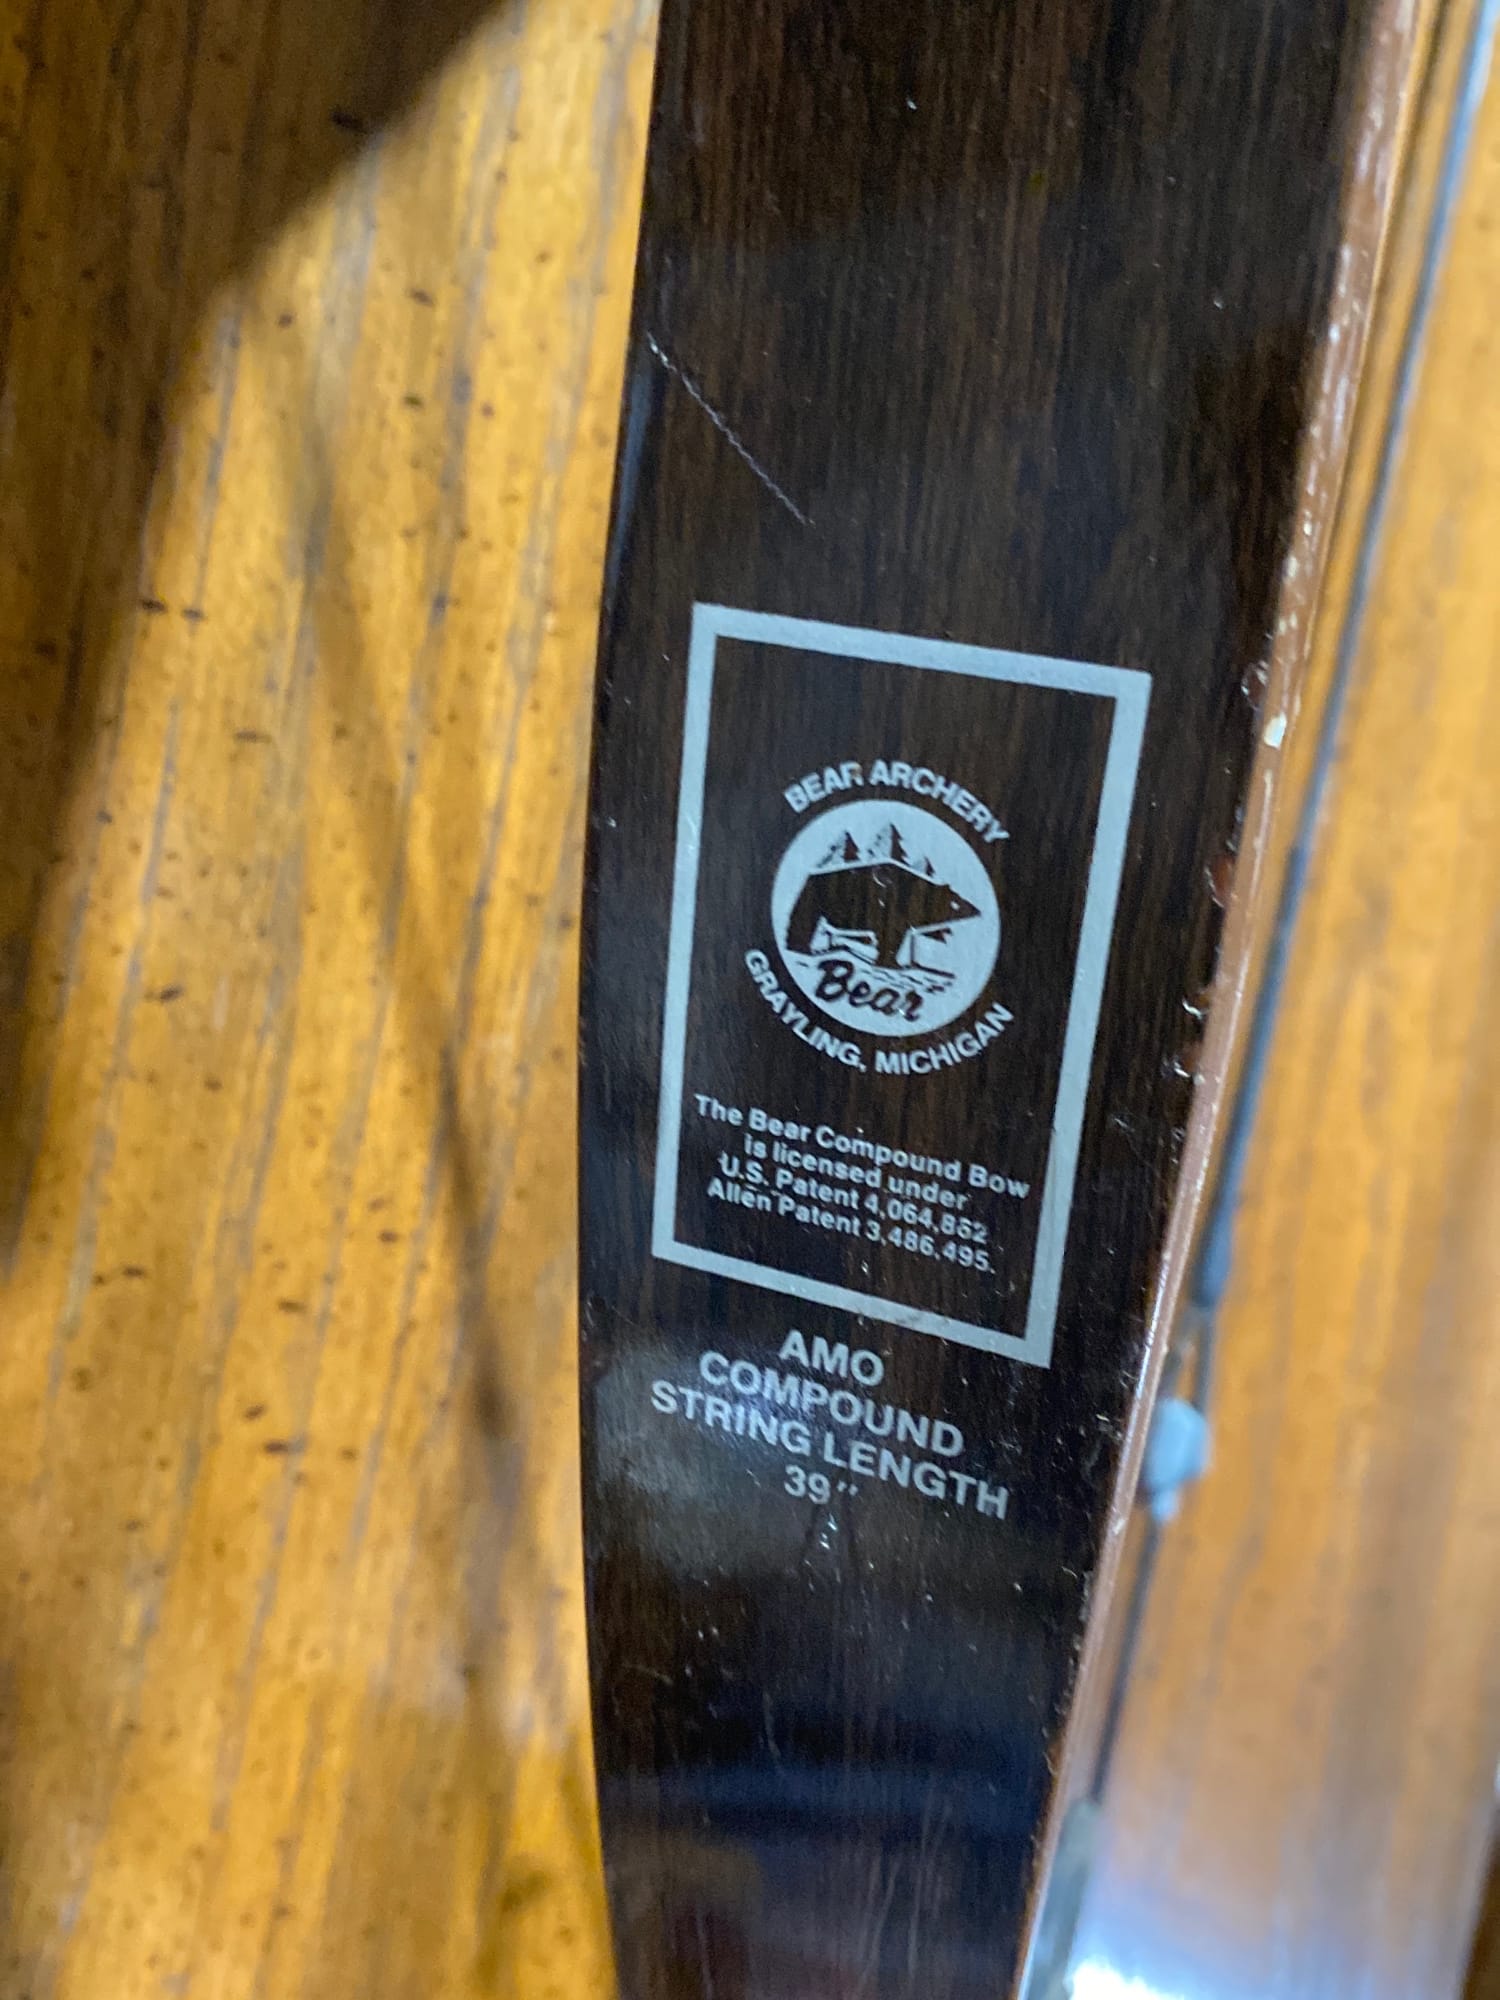 BEAR ARCHERY
Bear
GRAYLING, MICHIGAN
The Bear Compound Bow
is licensed under
U.S. Patent 4,064,862
Allen Patent 3,486,495.
AMO
COMPOUND
STRING LENGTH
39"